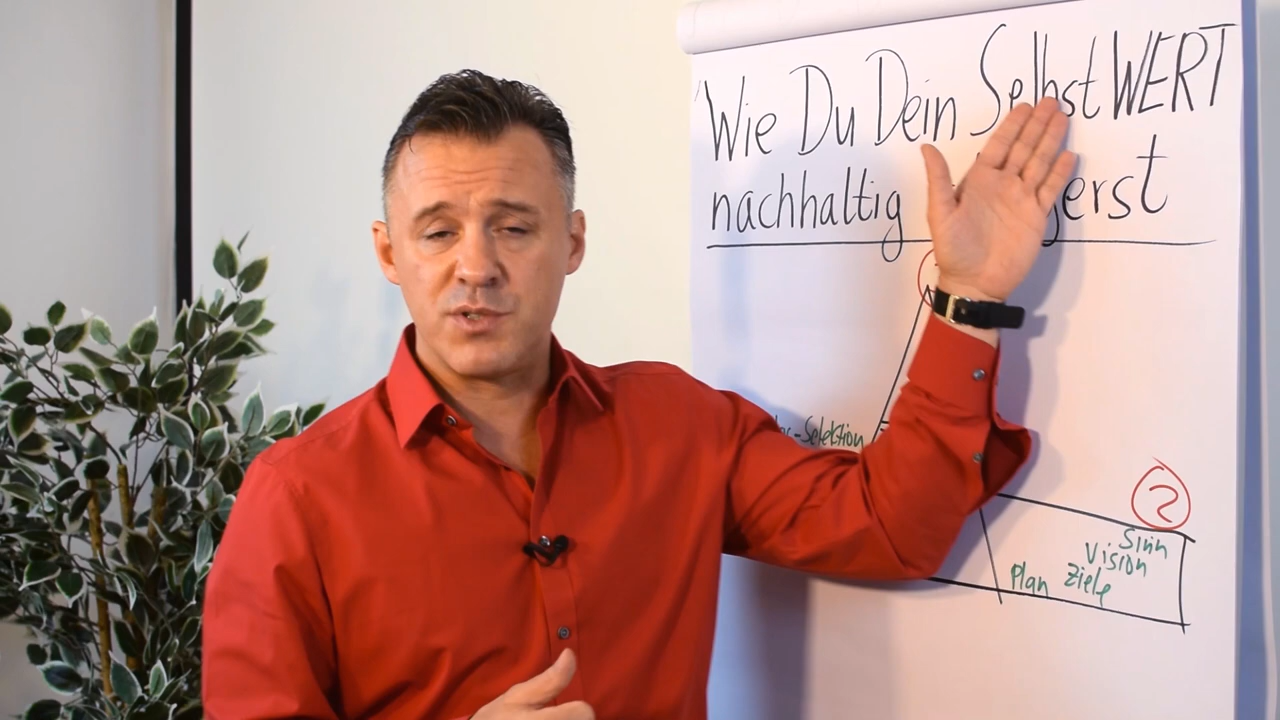 Wie Du Dein SelbstWERT
nachhaltig
-Selektion
2
Sinn
Vision
Plan Ziele